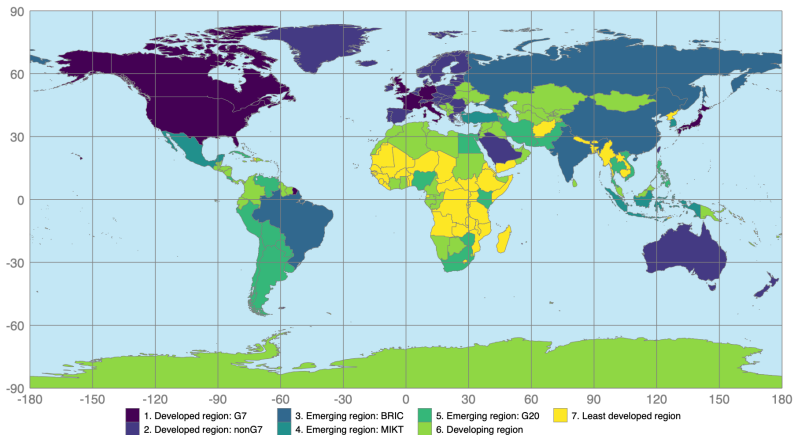 90
60
30
0
-30
-60
-90
-180 -150 -120 -90 -60 -30 0 30 60 90 120 150 180
1. Developed region: G7 3. Emerging region: BRIC 5. Emerging region: G20 7. Least developed region
2. Developed region: nonG7 4. Emerging region: MIKT 6. Developing region